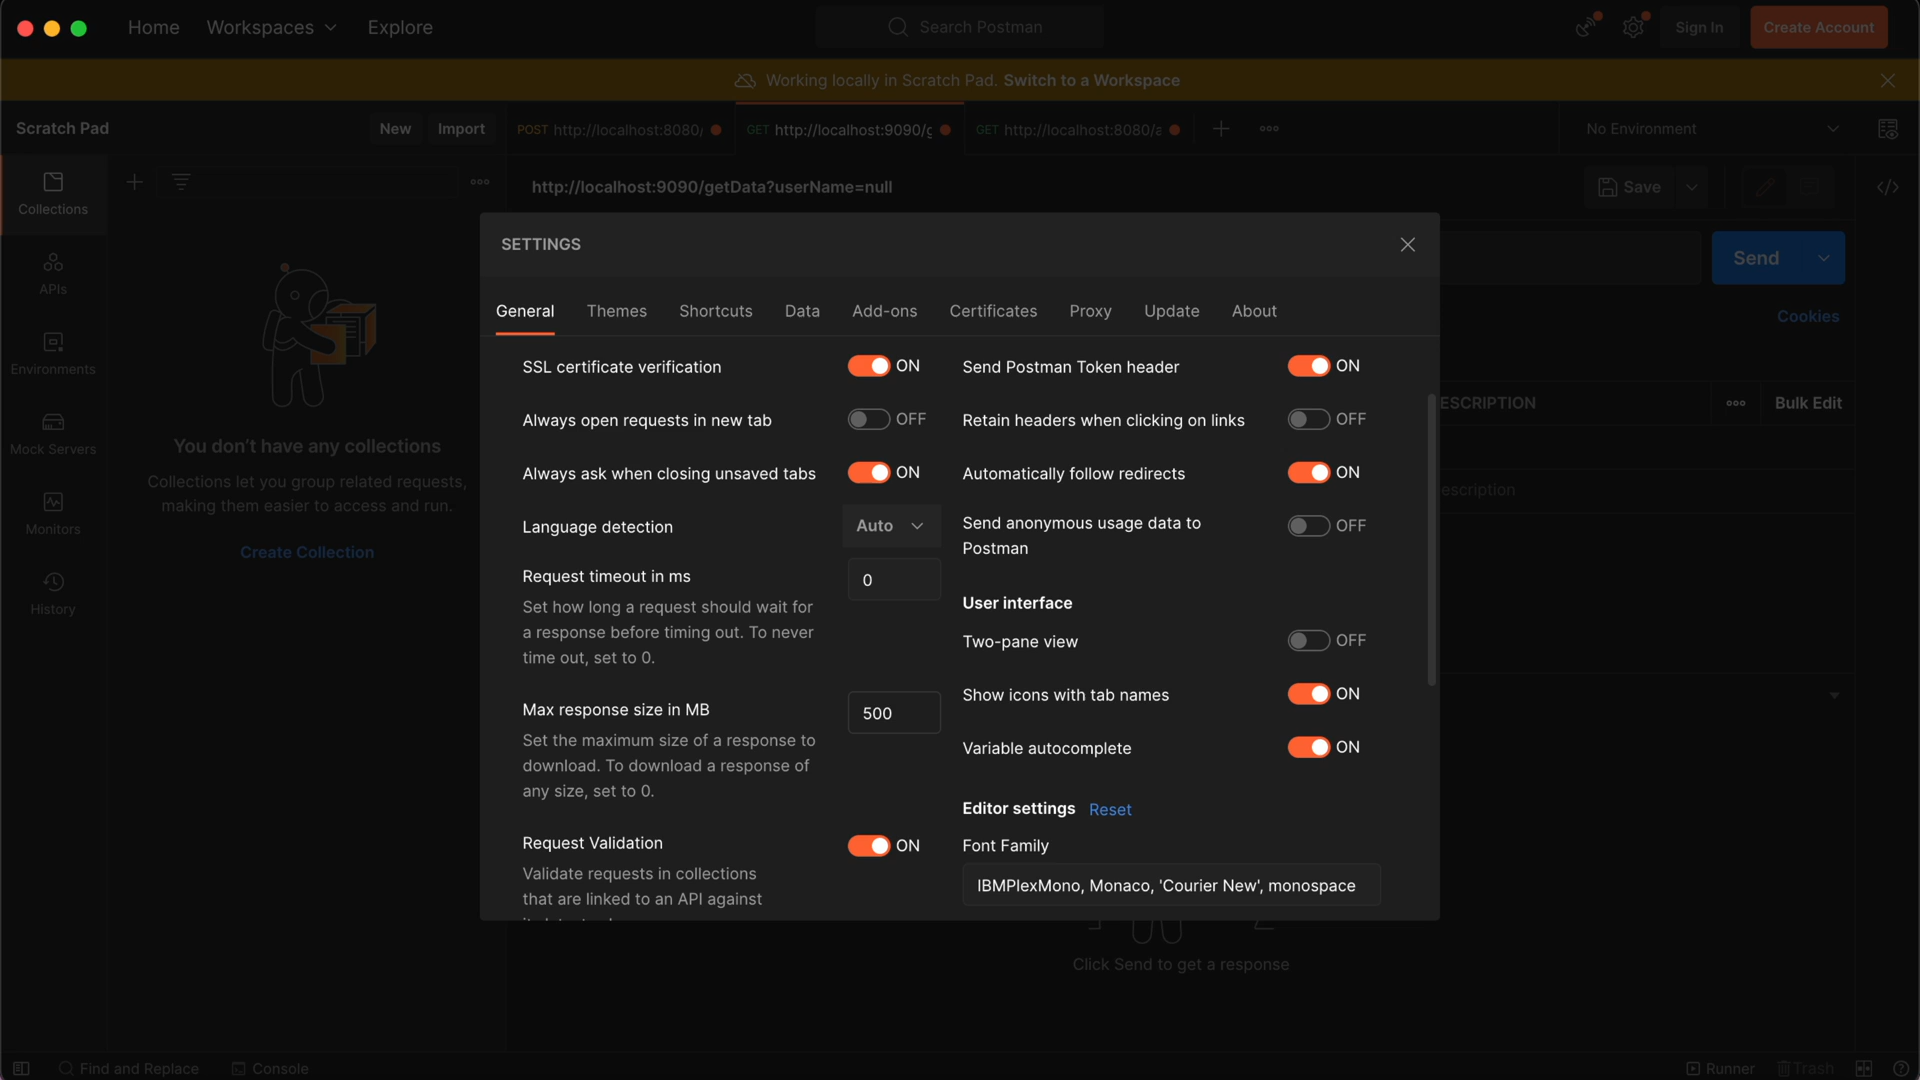 Home
Workspaces
Explore
Search Postman
Sign In
Create Account
Working locally in Scratch Pad. Switch to a Workspace
Scratch Pad
New
Import
POST http://localhost:8080/
GET http://localhost:9090/g
GET http://localhost:8080/a
No Environment
Collections
APIs
Environments
Mock Servers
Monitors
History
You don't have any collections
Collections let you group related requests,
making them easier to access and run.
Create Collection
http://localhost:9090/getData?userName=null
Save
Send
Cookies
ESCRIPTION
Bulk Edit
escription
SETTINGS
General
Themes
Shortcuts
Data
Add-ons
Certificates
Proxy
Update
About
SSL certificate verification
ON
Always open requests in new tab
OFF
Always ask when closing unsaved tabs
ON
Language detection
Auto
Request timeout in ms
0
Set how long a request should wait for
a response before timing out. To never
time out, set to 0.
Max response size in MB
500
Set the maximum size of a response to
download. To download a response of
any size, set to 0.
Request Validation
ON
Validate requests in collections
that are linked to an API against
Send Postman Token header
ON
Retain headers when clicking on links
OFF
Automatically follow redirects
ON
Send anonymous usage data to
Postman
OFF
User interface
Two-pane view
OFF
Show icons with tab names
ON
Variable autocomplete
ON
Editor settings
Reset
Font Family
IBMPlexMono, Monaco, 'Courier New', monospace
Click Send to get a response
Find and Replace
Console
Runner
Trash